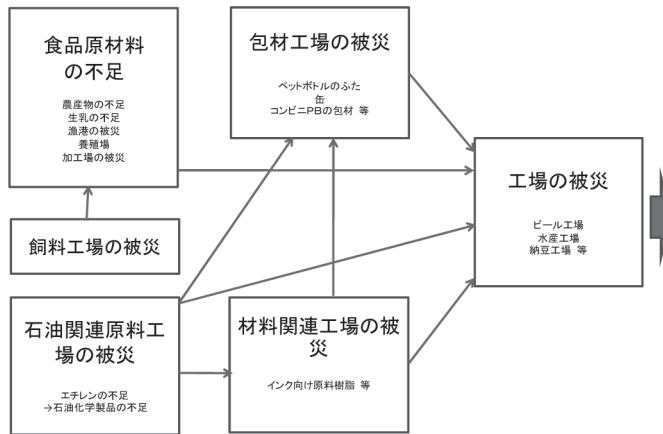 食品原材料
の不足
農産物の不足
生乳の不足
漁港の被災
養殖場
加工場の被災
飼料工場の被災
石油関連原料工
場の被災
エチレンの不足
→石油化学製品の不足
包材工場の被災
ペットボトルのふた
缶
コンビニPBの包材 等
材料関連工場の被
災
インク向け原料樹脂 等
工場の被災
ビール工場
水産工場
納豆工場 等